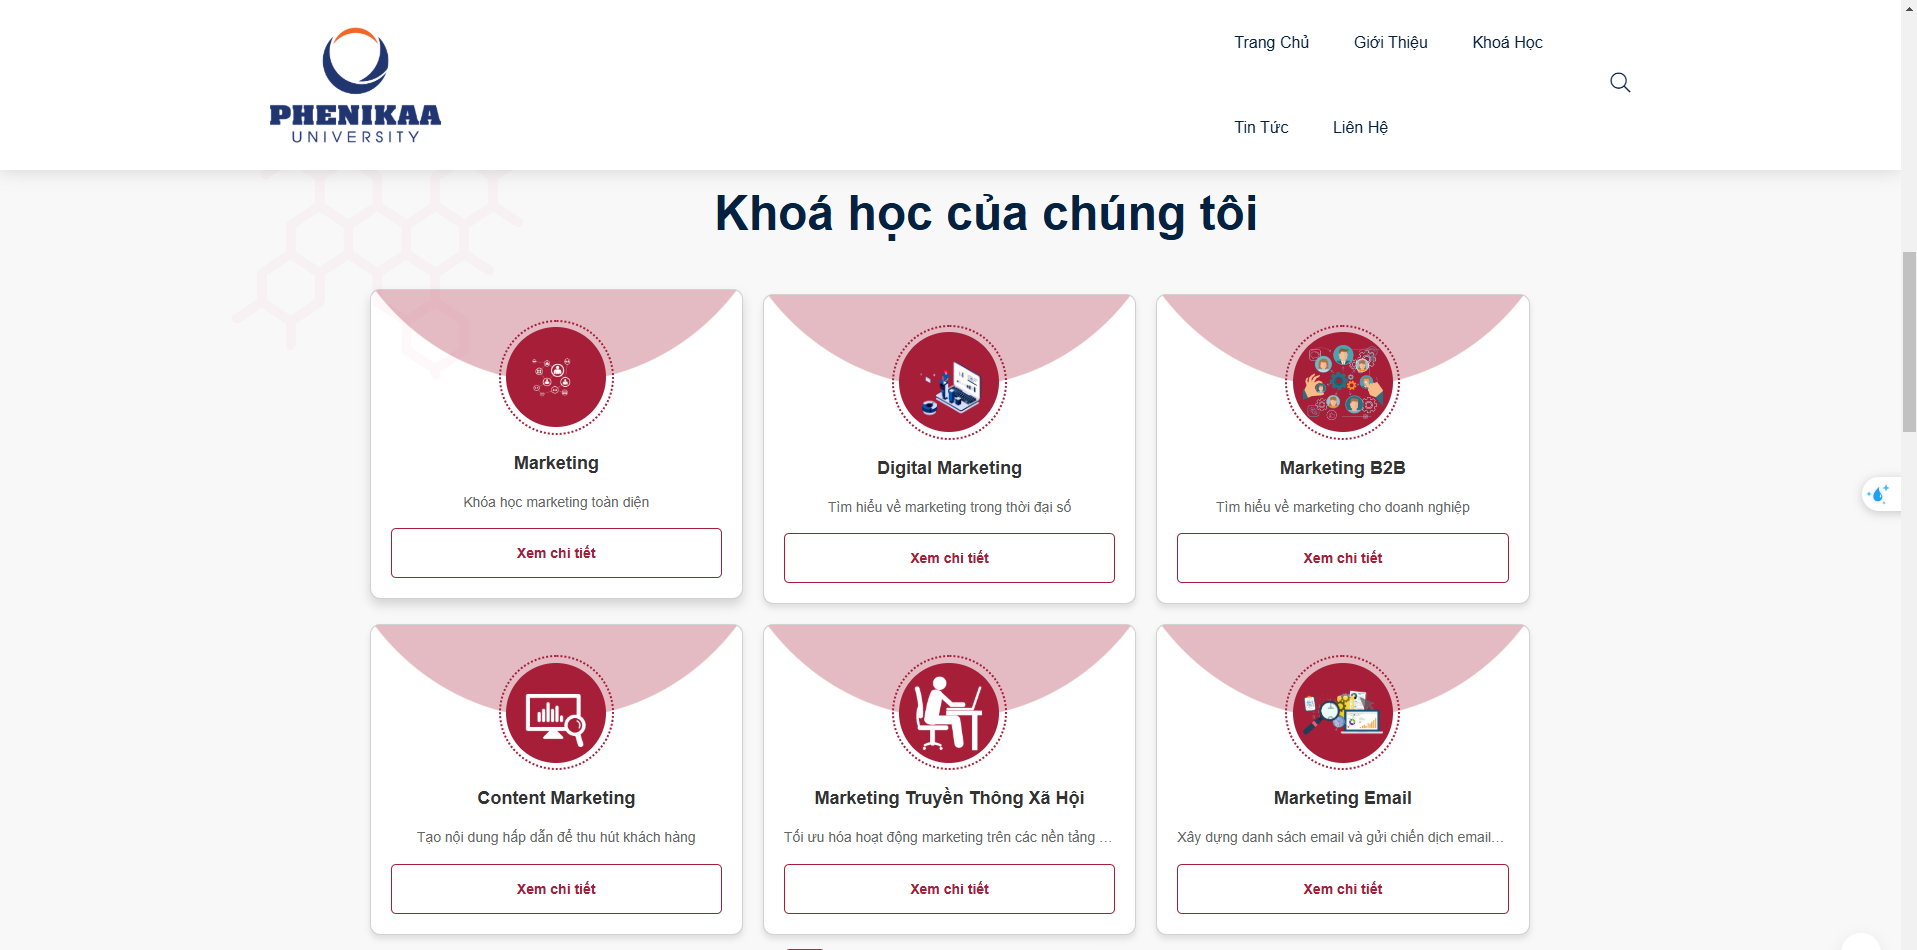 PHENIKAA
UNIVERSITY
Trang Chủ
Giới Thiệu
Khoá Học
Tin Tức
Liên Hệ
Khoá học của chúng tôi
Marketing
Khóa học marketing toàn diện
Xem chi tiết
Digital Marketing
Tìm hiểu về marketing trong thời đại số
Xem chi tiết
Marketing B2B
Tìm hiểu về marketing cho doanh nghiệp
Xem chi tiết
Content Marketing
Tạo nội dung hấp dẫn để thu hút khách hàng
Xem chi tiết
Marketing Truyền Thông Xã Hội
Tối ưu hóa hoạt động marketing trên các nền tảng ...
Xem chi tiết
Marketing Email
Xây dựng danh sách email và gửi chiến dịch email...
Xem chi tiết